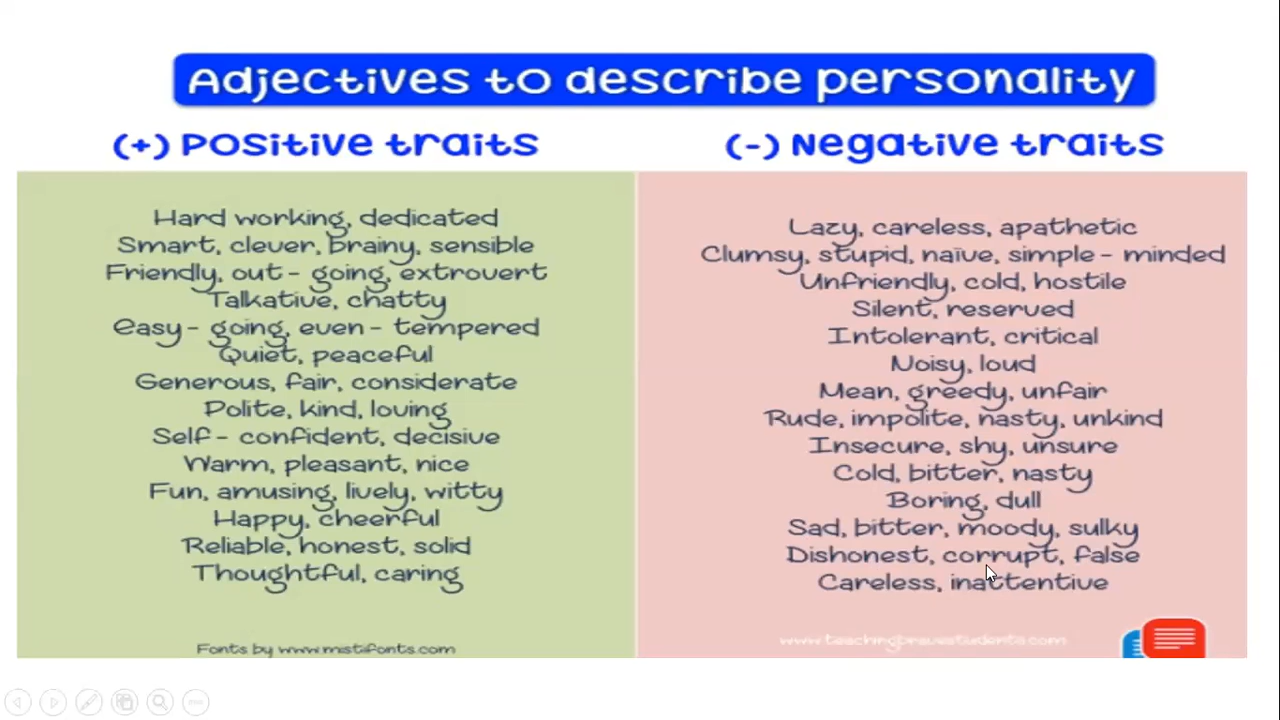 Adjectives to describe personality
(+) Positive traits
Hard working, dedicated
Smart, clever, brainy, sensible
Friendly, out - going, extrovert
Talkative, chatty
Easy - going, even - tempered
Quiet, peaceful
Generous, fair, considerate
Polite, kind, loving
Self - confident, decisive
Warm, pleasant, nice
Fun, amusing, lively, witty
Happy, cheerful
Reliable, honest, solid
Thoughtful, caring
Fonts by www.mistifonts.com
(-) Negative traits
Lazy, careless, apathetic
Clumsy, stupid, naïve, simple - minded
Unfriendly, cold, hostile
Silent, reserved
Intolerant, critical
Noisy, loud
Mean, greedy, unfair
Rude, impolite, nasty, unkind
Insecure, shy, unsure
Cold, bitter, nasty
Boring, dull
Sad, bitter, moody, sulky
Dishonest, corrupt, false
Careless, inattentive
www.teachingbravestudents.com